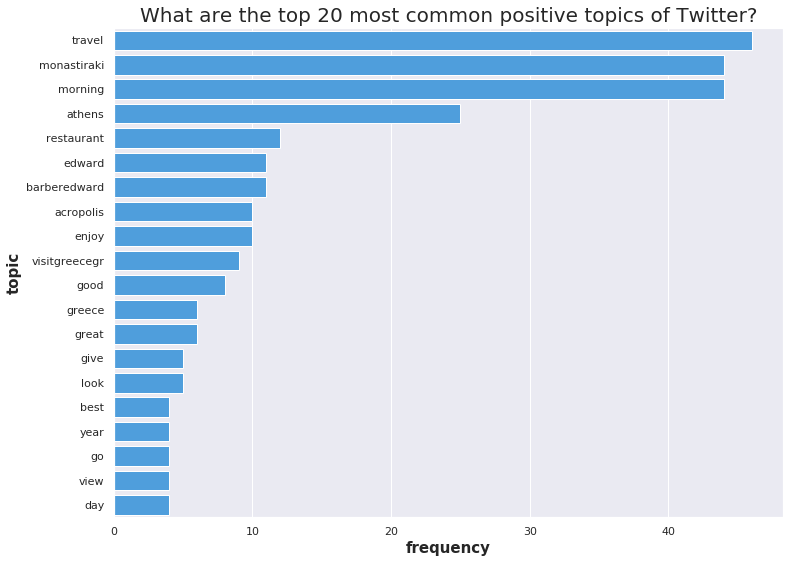 What are the top 20 most common positive topics of Twitter?
travel
monastiraki
morning
athens
restaurant
edward
barberedward
acropolis
enjoy
visitgreecegr
good
greece
great
give
look
best
year
go
view
day
topic
0 10 20 30 40
frequency